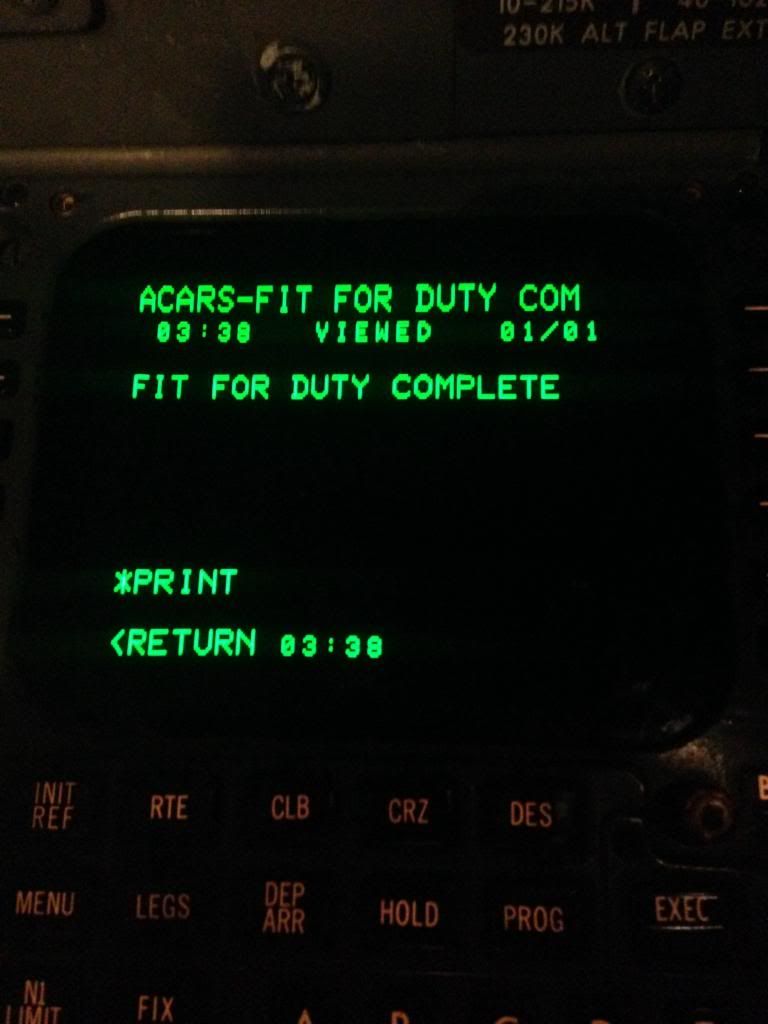 10-215K
230K ALT FLAP EXT
ACARS-FIT FOR DUTY COM
03:38 VIEWED 01/01
FIT FOR DUTY COMPLETE
*PRINT
<RETURN 03:38
INIT REF RTE CLB CRZ DES
MENU LEGS DEP ARR HOLD PROG EXEC
N1 LIMIT FIX